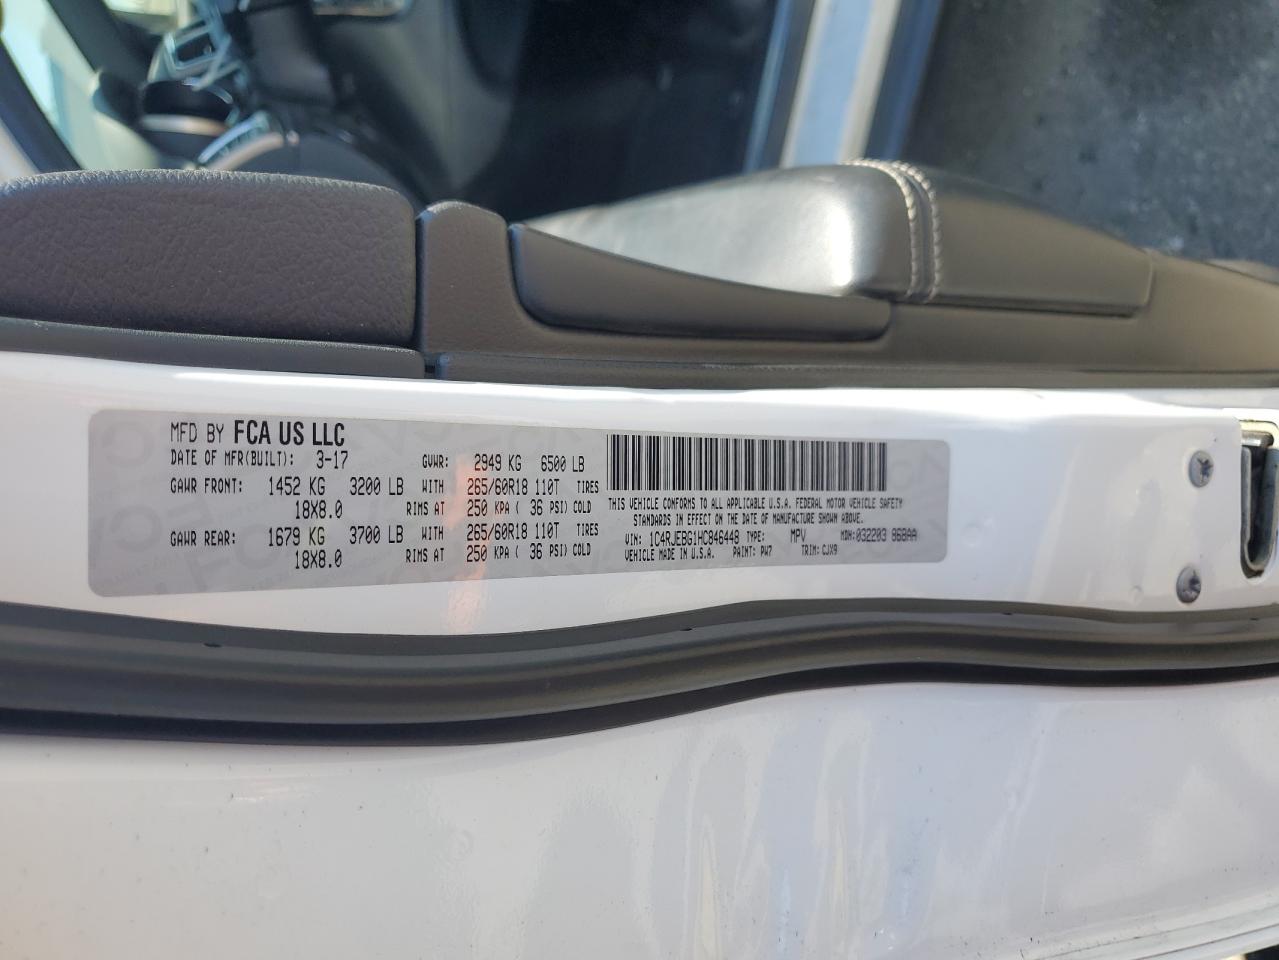 MFD BY FCA US LLC
DATE OF MFR(BUILT): 3-17 GVWR: 2949 KG 6500 LB
GAWR FRONT: 1452 KG 3200 LB WITH 265/60R18 110T TIRES
18X8.0 RIMS AT 250 KPA ( 36 PSI) COLD
GAWR REAR: 1679 KG 3700 LB WITH 265/60R18 110T TIRES
18X8.0 RIMS AT 250 KPA ( 36 PSI) COLD
THIS VEHICLE CONFORMS TO ALL APPLICABLE U.S.A. FEDERAL MOTOR VEHICLE SAFETY
STANDARDS IN EFFECT ON THE DATE OF MANUFACTURE SHOWN ABOVE.
VIN: 1C4RJEBG1HC846448 TYPE: MPV MDH:032203 868AA
VEHICLE MADE IN U.S.A. PAINT: PW7 TRIM: CJX9